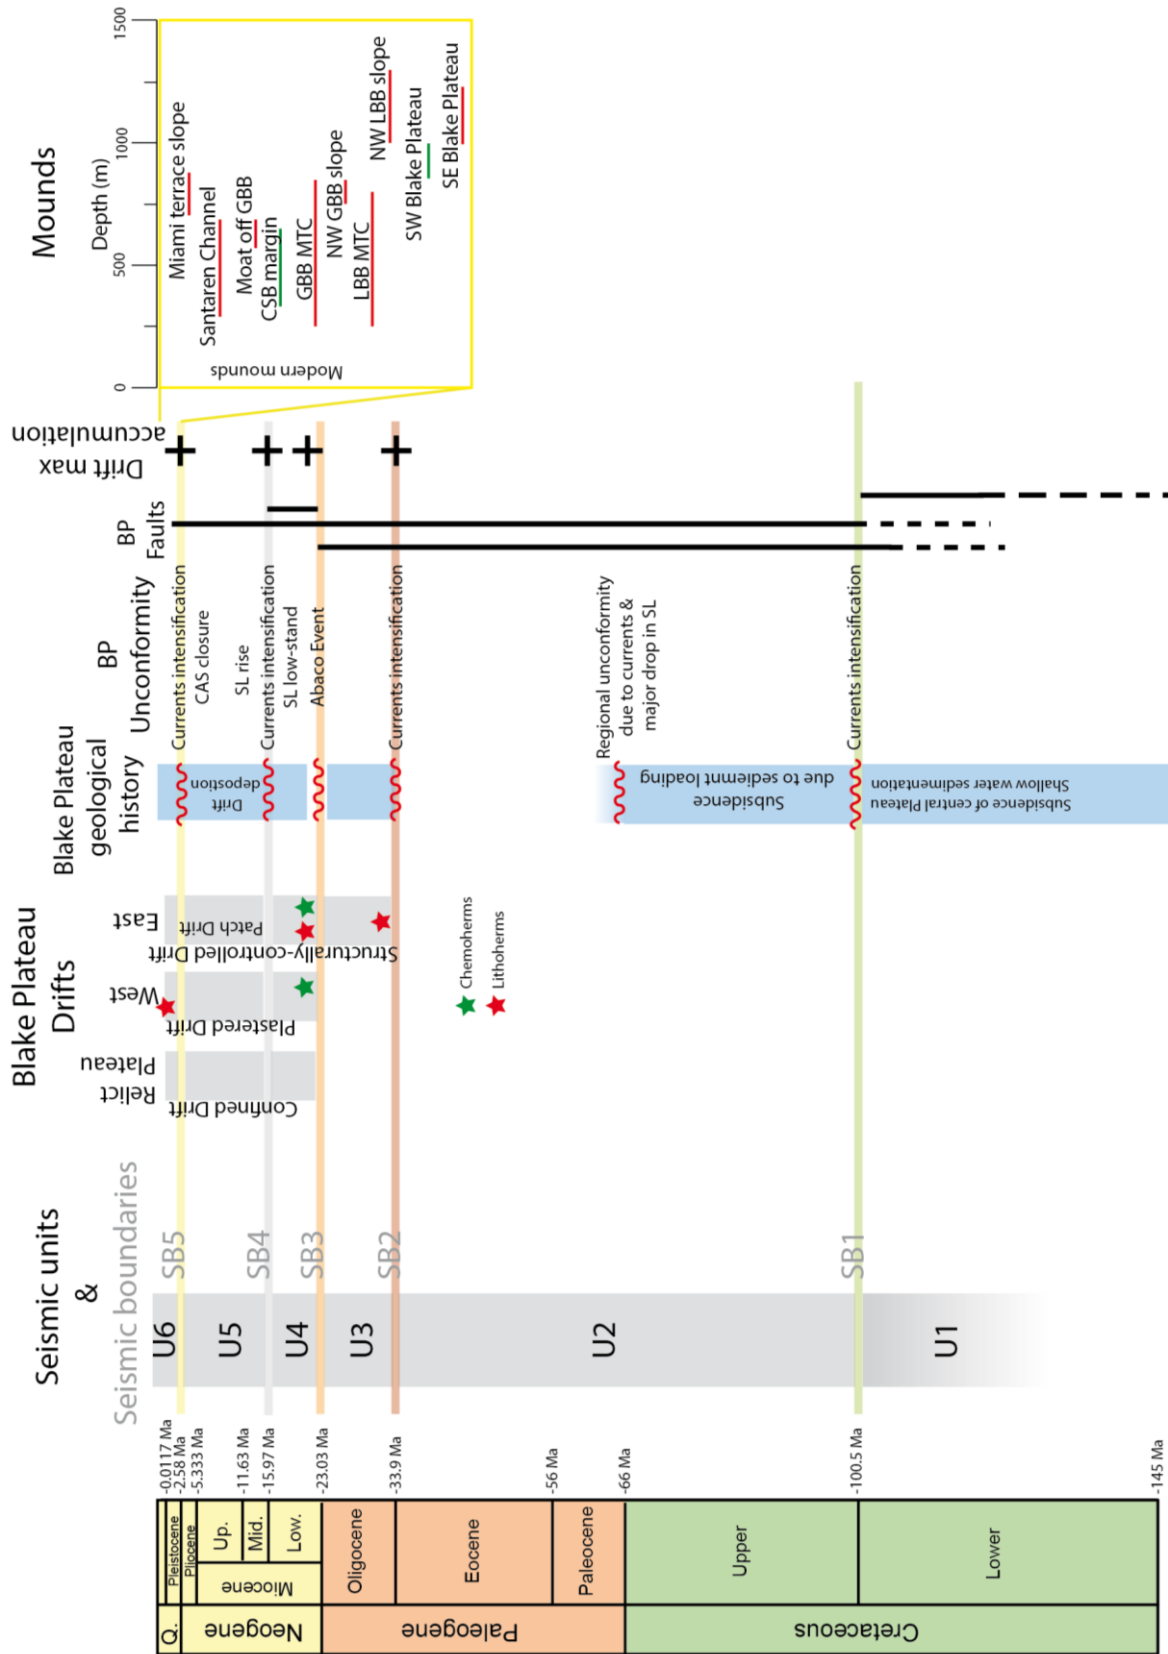 Seismic units
&
Seismic boundaries
Blake Plateau
Drifts
Relict
Plateau
West
East
Blake Plateau
geological
history
BP
Unconformity
BP
Faults
Drift max
accumulation
Mounds
Depth (m)
0
500
1000
1500
Q.
Neogene
Paleogene
Cretaceous
Pleistocene
Pliocene
Miocene
Up.
Mid.
Low.
Oligocene
Eocene
Paleocene
Upper
Lower
-0.0117 Ma
-2.58 Ma
-5.333 Ma
-11.63 Ma
-15.97 Ma
-23.03 Ma
-33.9 Ma
-56 Ma
-66 Ma
-100.5 Ma
-145 Ma
U6
U5
U4
U3
U2
U1
SB5
SB4
SB3
SB2
SB1
Confined Drift
Plastered Drift
Structurally-controlled Drift
Patch Drift
Chemoherms
Lithoherms
Drift
depostion
Subsidence
due to sediemnt loading
Subsidence of central Plateau
Shallow water sedimentation
Currents intensification
CAS closure
SL rise
Currents intensification
SL low-stand
Abaco Event
Currents intensification
Regional unconformity
due to currents &
major drop in SL
Currents intensification
Modern mounds
Miami terrace slope
Santaren Channel
Moat off GBB
CSB margin
GBB MTC
NW GBB slope
LBB MTC
NW LBB slope
SW Blake Plateau
SE Blake Plateau